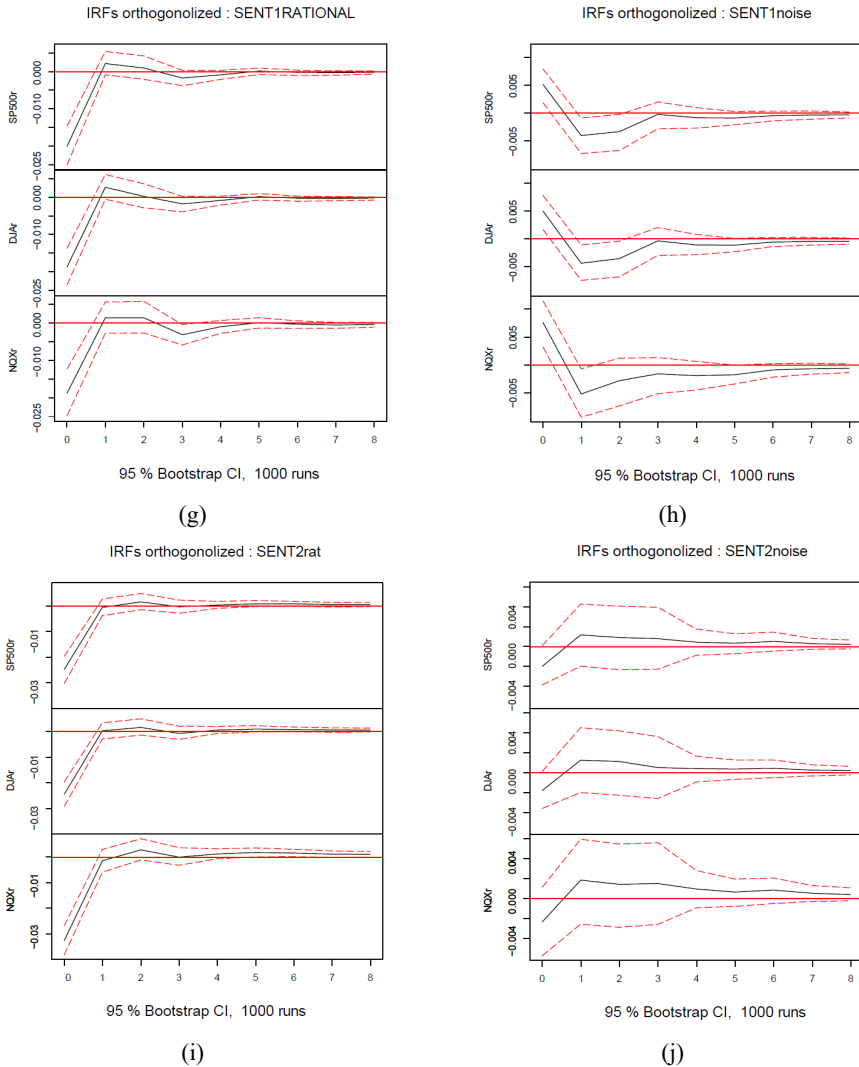 IRFs orthogonolized : SENT1RATIONAL
SP500r
0.000
−0.010
−0.025
DJAr
0.000
−0.010
−0.025
NQXr
0.000
−0.010
−0.025
0 1 2 3 4 5 6 7 8
95 % Bootstrap CI, 1000 runs
(g)
IRFs orthogonolized : SENT1noise
SP500r
0.005
−0.005
DJAr
0.005
−0.005
NQXr
0.005
−0.005
0 1 2 3 4 5 6 7 8
95 % Bootstrap CI, 1000 runs
(h)
IRFs orthogonolized : SENT2rat
SP500r
−0.01
−0.03
DJAr
−0.01
−0.03
NQXr
−0.01
−0.03
0 1 2 3 4 5 6 7 8
95 % Bootstrap CI, 1000 runs
(i)
IRFs orthogonolized : SENT2noise
SP500r
0.004
0.000
−0.004
DJAr
0.004
0.000
−0.004
NQXr
0.004
0.000
−0.004
0 1 2 3 4 5 6 7 8
95 % Bootstrap CI, 1000 runs
(j)